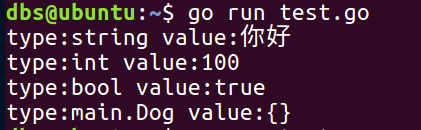 dbs@ubuntu:~$ go run test.go
type:string value:你好
type:int value:100
type:bool value:true
type:main.Dog value:{}